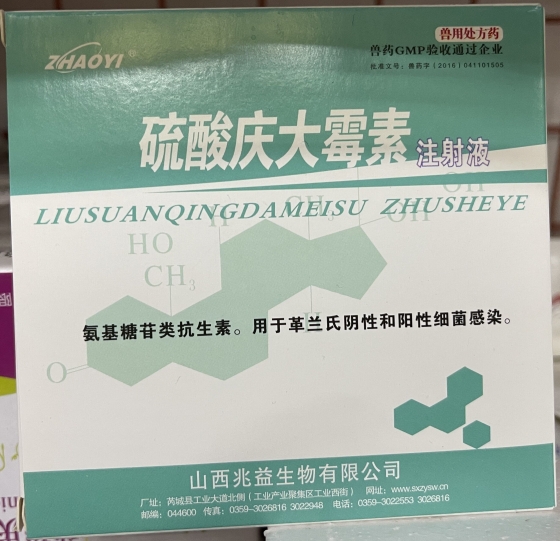 ZHAOYI®
兽用处方药
兽药GMP验收通过企业
批准文号：兽药字（2016）041101505
硫酸庆大霉素 注射液
LIUSUANQINGDAMEISU ZHUSHEYE
H
CH3
OH
OH
HO
CH3
H
O
氨基糖苷类抗生素。用于革兰氏阴性和阳性细菌感染。
山西兆益生物有限公司
厂址：芮城县工业大道北侧（工业产业聚集区工业西街） 网址：www.sxzysw.cn
邮编：044600 传真：0359-3026816 3022948 电话：0359-3022553 3026816